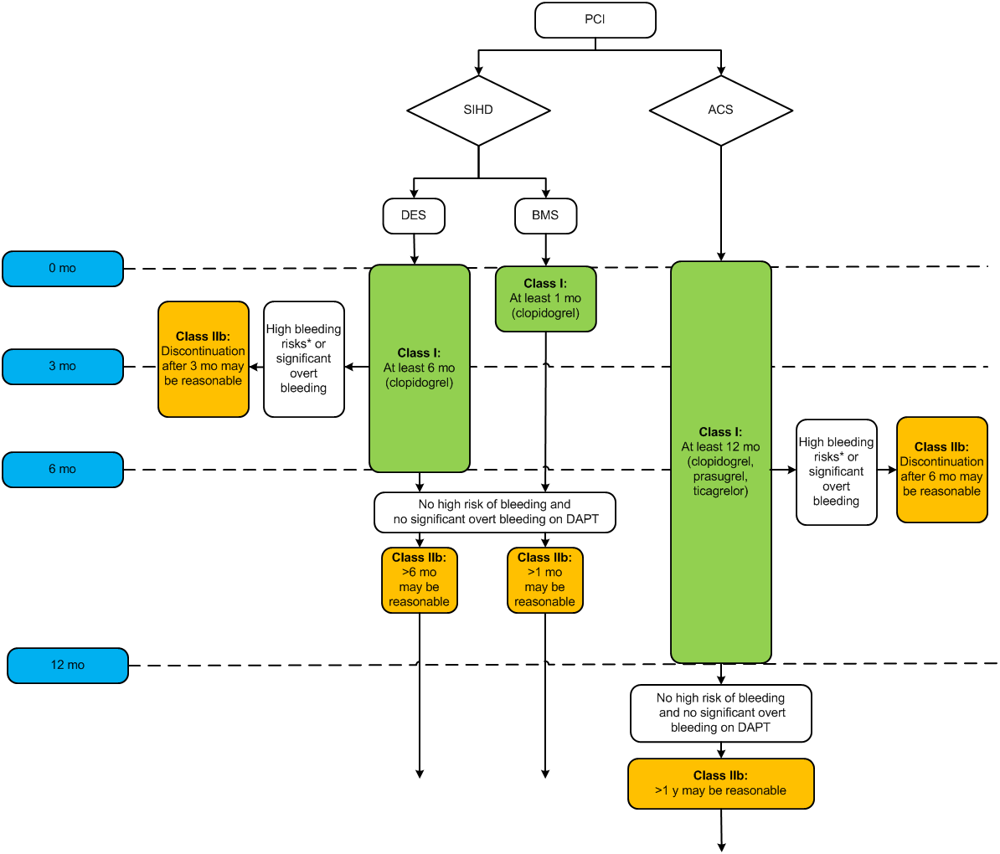 PCI
SIHD
ACS
DES
BMS
0 mo
Class I:
At least 1 mo
(clopidogrel)
3 mo
Class IIb:
Discontinuation
after 3 mo may
be reasonable
High bleeding
risks* or
significant
overt
bleeding
Class I:
At least 6 mo
(clopidogrel)
6 mo
Class I:
At least 12 mo
(clopidogrel,
prasugrel,
ticagrelor)
High bleeding
risks* or
significant
overt
bleeding
Class IIb:
Discontinuation
after 6 mo may
be reasonable
No high risk of bleeding and
no significant overt bleeding on DAPT
Class IIb:
>6 mo
may be
reasonable
Class IIb:
>1 mo
may be
reasonable
12 mo
No high risk of bleeding
and no significant overt
bleeding on DAPT
Class IIb:
>1 y may be reasonable